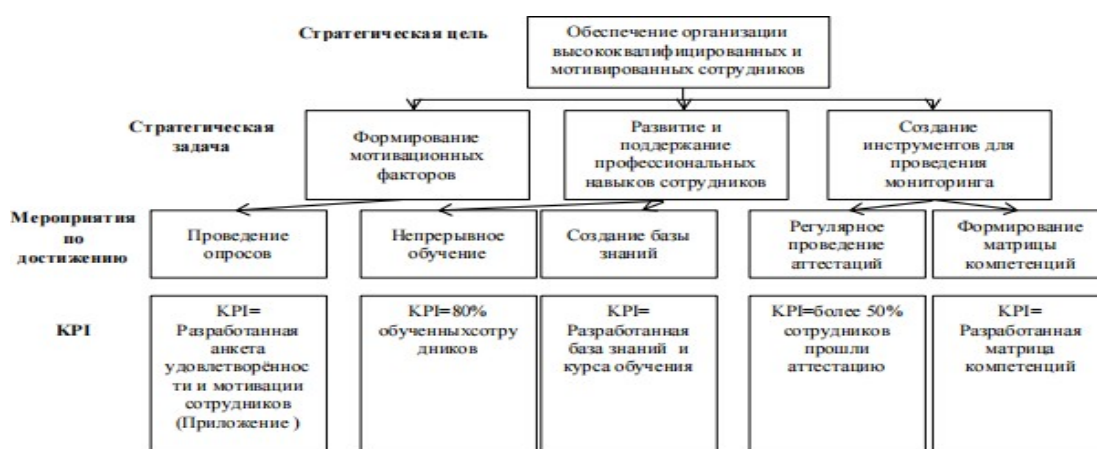 Стратегическая цель
Обеспечение организации
высококвалифицированных и
мотивированных сотрудников
Стратегическая
задача
Формирование
мотивационных
факторов
Развитие и
поддержание
профессиональных
навыков сотрудников
Создание
инструментов для
проведения
мониторинга
Мероприятия
по
достижению
Проведение
опросов
Непрерывное
обучение
Создание базы
знаний
Регулярное
проведение
аттестаций
Формирование
матрицы
компетенций
KPI
KPI=
Разработанная
анкета
удовлетворённос
ти и мотивации
сотрудников
(Приложение )
KPI=80%
обученныхсотру
дников
KPI=
Разработанная
база знаний и
курса обучения
KPI=более 50%
сотрудников
прошли
аттестацию
KPI=
Разработанная
матрица
компетенций